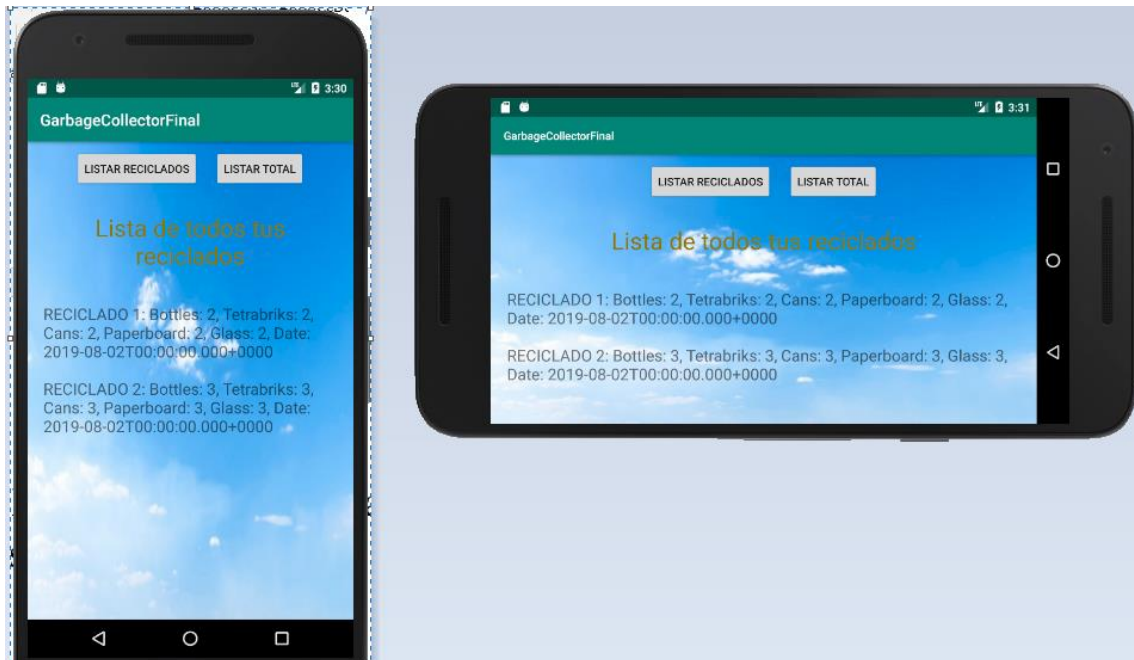 3:30
GarbageCollectorFinal
LISTAR RECICLADOS LISTAR TOTAL
Lista de todos tus
reciclados
RECICLADO 1: Bottles: 2, Tetrabriks: 2,
Cans: 2, Paperboard: 2, Glass: 2, Date:
2019-08-02T00:00:00.000+0000
RECICLADO 2: Bottles: 3, Tetrabriks: 3,
Cans: 3, Paperboard: 3, Glass: 3, Date:
2019-08-02T00:00:00.000+0000
3:31
GarbageCollectorFinal
LISTAR RECICLADOS LISTAR TOTAL
Lista de todos tus reciclados
RECICLADO 1: Bottles: 2, Tetrabriks: 2, Cans: 2, Paperboard: 2, Glass: 2,
Date: 2019-08-02T00:00:00.000+0000
RECICLADO 2: Bottles: 3, Tetrabriks: 3, Cans: 3, Paperboard: 3, Glass: 3,
Date: 2019-08-02T00:00:00.000+0000